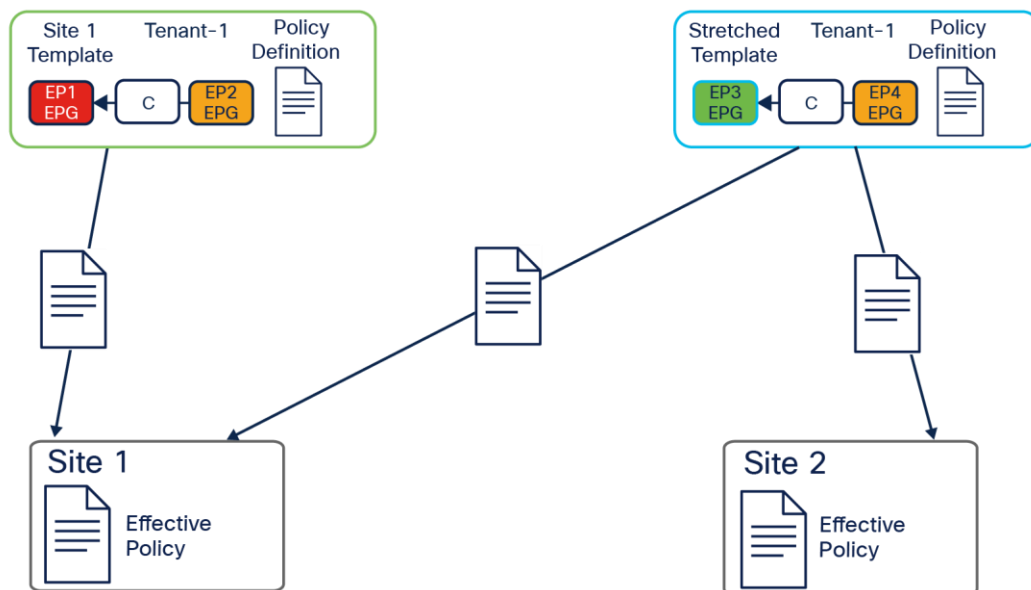 Site 1
Template
Tenant-1
Policy
Definition
EP1
EPG
C
EP2
EPG
Stretched
Template
Tenant-1
Policy
Definition
EP3
EPG
C
EP4
EPG
Site 1
Effective
Policy
Site 2
Effective
Policy